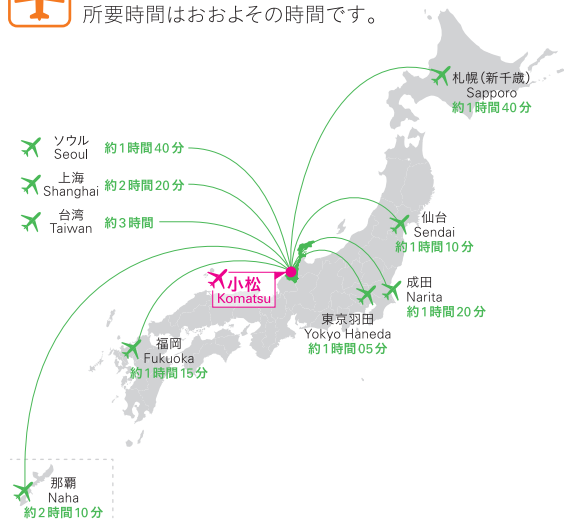 所要時間はおおよその時間です。
札幌（新千歳）
Sapporo
約1時間40分
ソウル
Seoul
約1時間40分
上海
Shanghai
約2時間20分
台湾
Taiwan
約3時間
仙台
Sendai
約1時間10分
小松
Komatsu
成田
Narita
約1時間20分
東京羽田
Yokyo Haneda
約1時間05分
福岡
Fukuoka
約1時間15分
那覇
Naha
約2時間10分